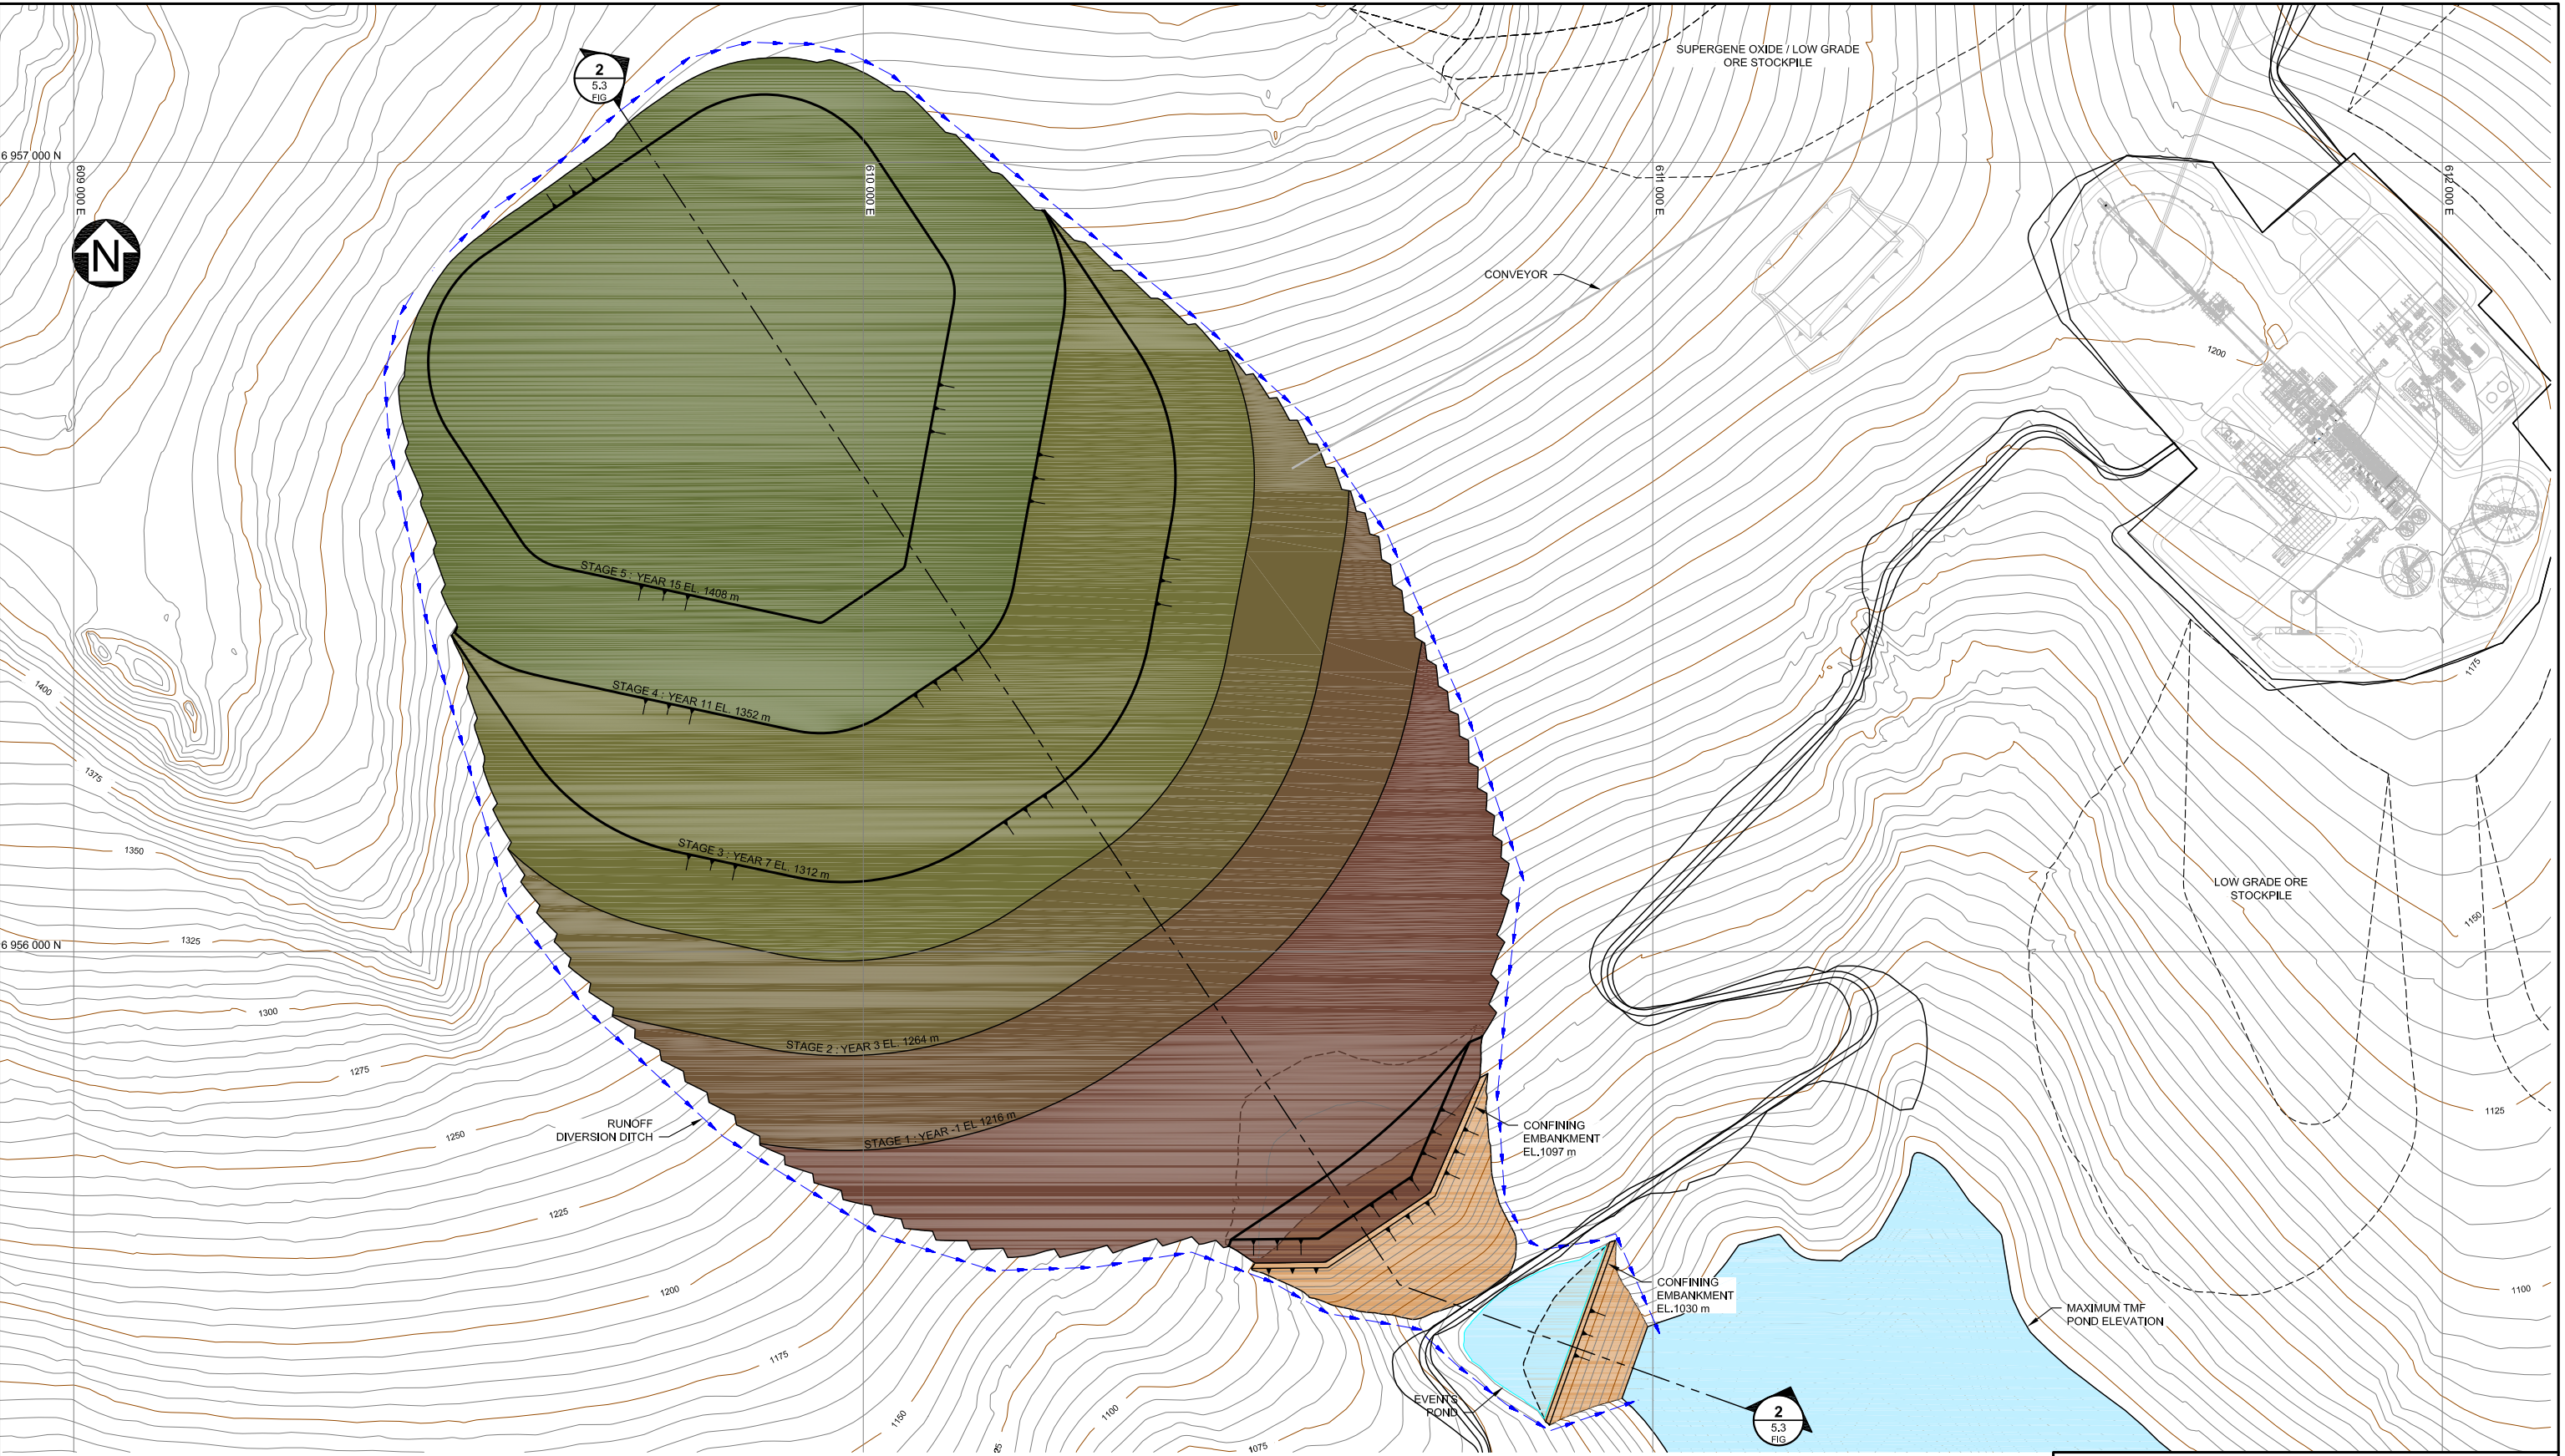 2
5.3
FIG
SUPERGENE OXIDE / LOW GRADE
ORE STOCKPILE
6 957 000 N
609 000 E
610 000 E
611 000 E
612 000 E
N
CONVEYOR
1200
STAGE 5 : YEAR 15 EL. 1408 m
1175
1400
STAGE 4 : YEAR 11 EL. 1352 m
1375
1350
STAGE 3 : YEAR 7 EL. 1312 m
LOW GRADE ORE
STOCKPILE
1150
6 956 000 N
1325
1300
STAGE 2 : YEAR 3 EL. 1264 m
1275
1125
STAGE 1 : YEAR -1 EL 1216 m
RUNOFF
DIVERSION DITCH
1250
CONFINING
EMBANKMENT
EL.1097 m
1225
1200
CONFINING
EMBANKMENT
EL.1030 m
1100
MAXIMUM TMF
POND ELEVATION
1175
EVENTS
POND
1150
1100
1075
2
5.3
FIG